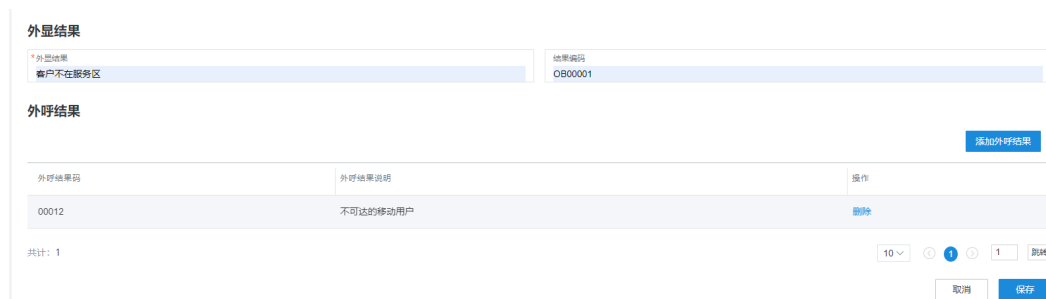 外显结果
*外显结果 结果编码
客户不在服务区 OB00001
外呼结果
添加外呼结果
外呼结果码 外呼结果说明 操作
00012 不可达的移动用户 删除
共计：1 10 1 1 跳转
取消 保存